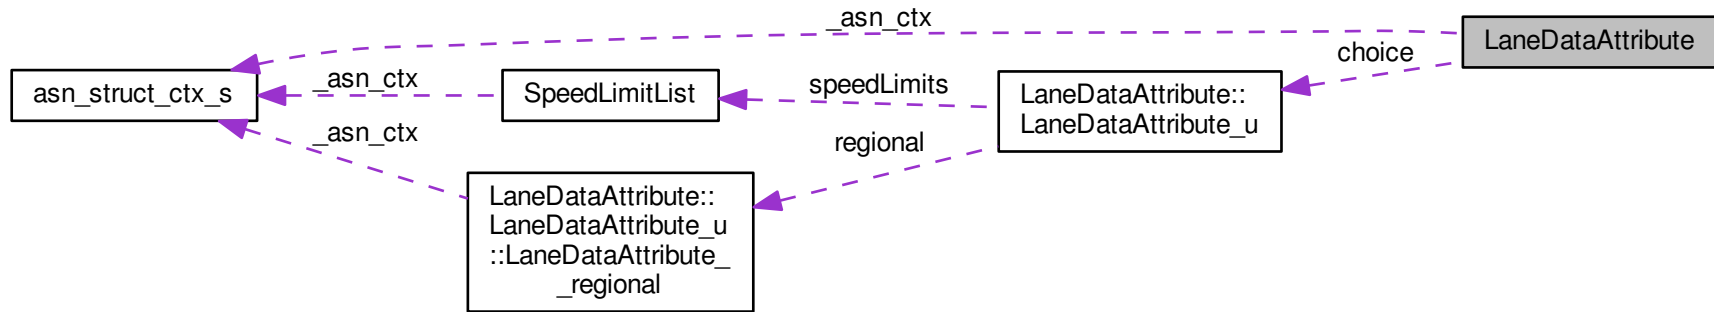 _asn_ctx
LaneDataAttribute
choice
asn_struct_ctx_s
_asn_ctx
SpeedLimitList
speedLimits
LaneDataAttribute::
LaneDataAttribute_u
_asn_ctx
regional
LaneDataAttribute::
LaneDataAttribute_u
::LaneDataAttribute_
_regional